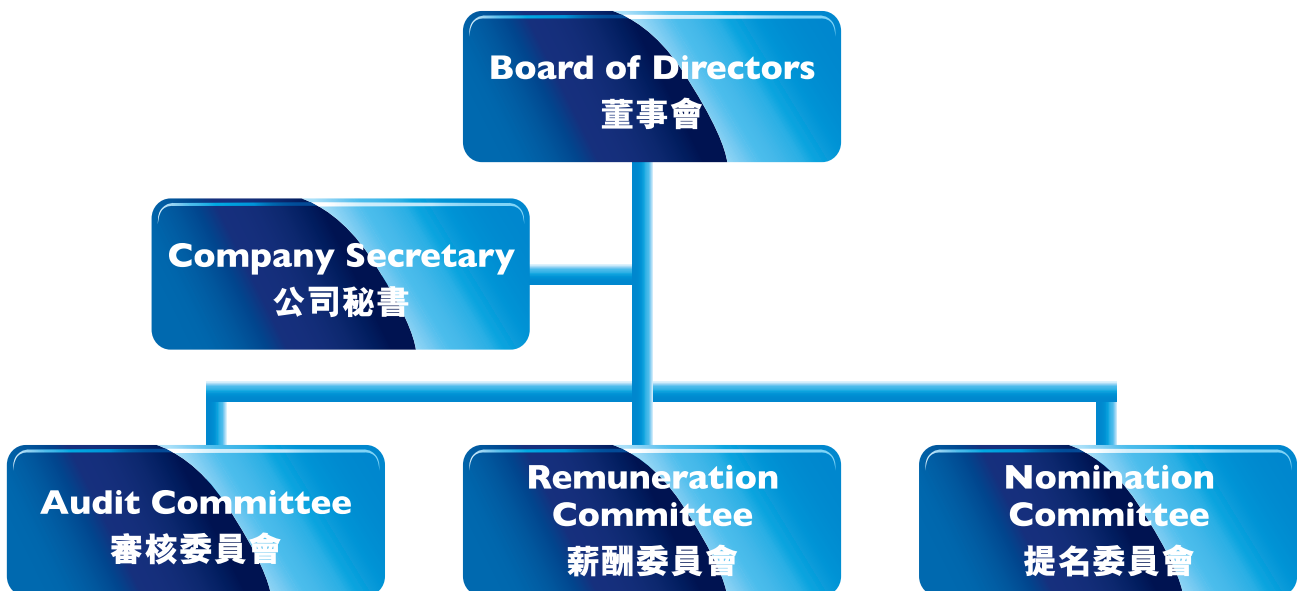 Board of Directors
董事會
Company Secretary
公司秘書
Audit Committee
審核委員會
Remuneration
Committee
薪酬委員會
Nomination
Committee
提名委員會